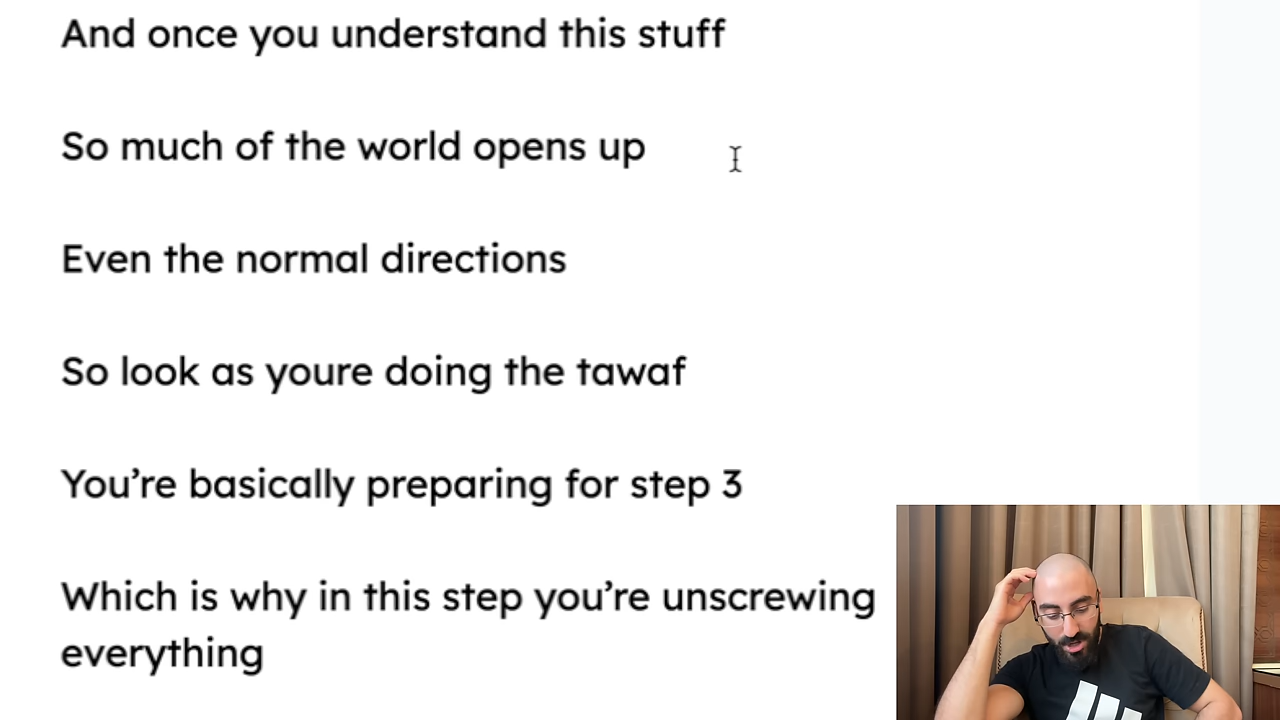 And once you understand this stuff
So much of the world opens up
Even the normal directions
So look as youre doing the tawaf
You’re basically preparing for step 3
Which is why in this step you’re unscrewing
everything